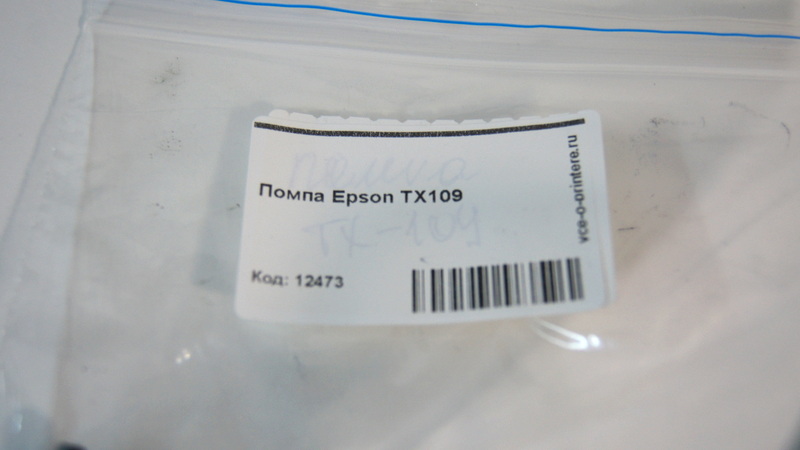 Помпа
Помпа Epson TX109
TX-109
Код: 12473
vce-o-printere.ru